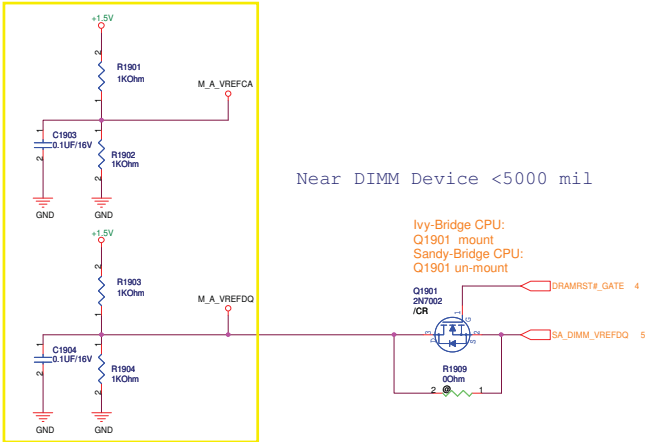 +1.5V
2
R1901
1KOhm
1
M_A_VREFCA
1
C1903
0.1UF/16V
2
1
R1902
1KOhm
2
GND
GND
Near DIMM Device <5000 mil
+1.5V
2
R1903
1KOhm
1
M_A_VREFDQ
1
C1904
0.1UF/16V
2
1
R1904
1KOhm
2
GND
GND
Ivy-Bridge CPU:
Q1901 mount
Sandy-Bridge CPU:
Q1901 un-mount
Q1901
2N7002
/CR
DRAMRST#_GATE 4
1
G
3
D
S
2
SA_DIMM_VREFDQ 5
R1909
0Ohm
2
@
1